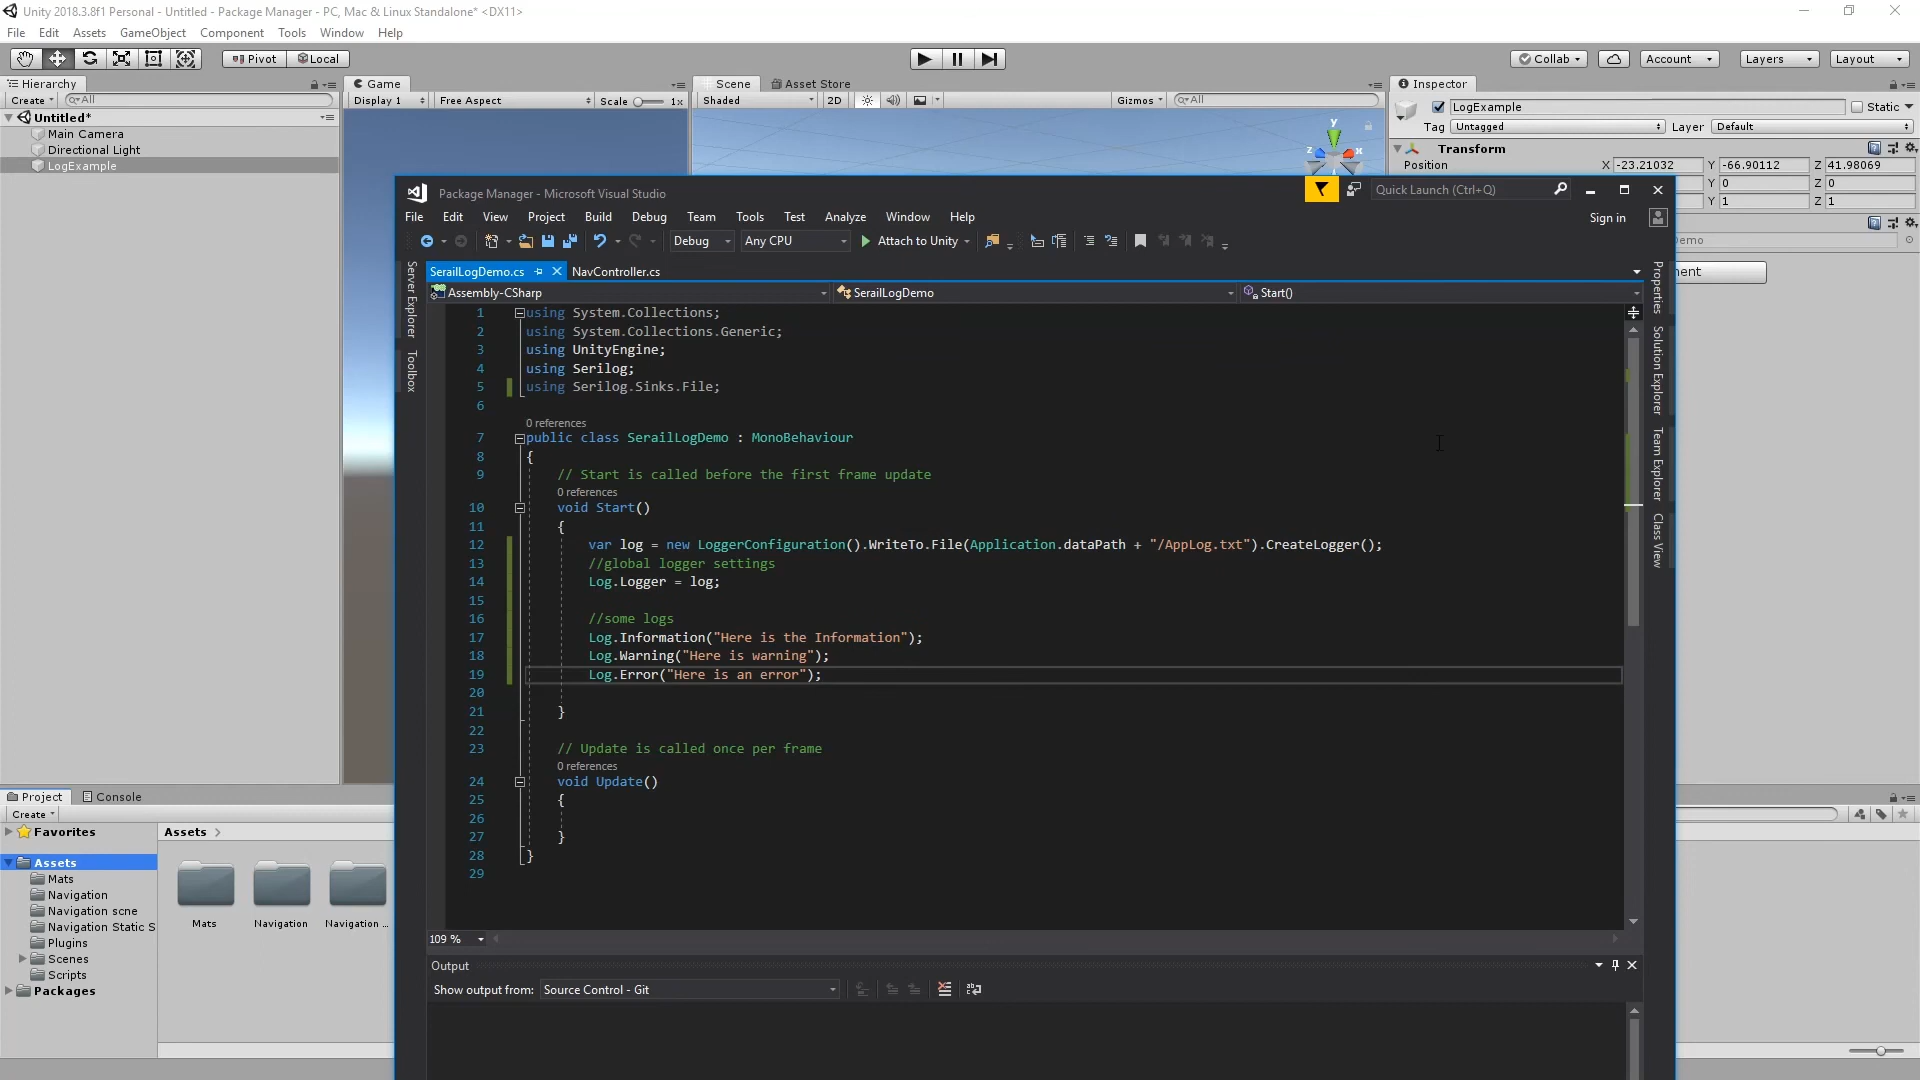 Unity 2018.3.8f1 Personal - Untitled - Package Manager - PC, Mac & Linux Standalone* <DX11>
File Edit Assets GameObject Component Tools Window Help
Pivot Local Collab Account Layers Layout
Hierarchy
Create All
Untitled*
Main Camera
Directional Light
LogExample
Game
Display 1 Free Aspect Scale 1x
Scene Asset Store
Shaded 2D Gizmos All
y
z x
Inspector
LogExample Static
Tag Untagged Layer Default
Transform
Position X -23.21032 Y -66.90112 Z 41.98069
Y 0 Z 0
Y 1 Z 1
Demo
nent
Package Manager - Microsoft Visual Studio
Quick Launch (Ctrl+Q)
File Edit View Project Build Debug Team Tools Test Analyze Window Help
Sign in
Debug Any CPU Attach to Unity
Server Explorer
Toolbox
SerailLogDemo.cs NavController.cs
Assembly-CSharp SerailLogDemo Start()
1 using System.Collections;
2 using System.Collections.Generic;
3 using UnityEngine;
4 using Serilog;
5 using Serilog.Sinks.File;
6
0 references
7 public class SerailLogDemo : MonoBehaviour
8 {
9 // Start is called before the first frame update
0 references
10 void Start()
11 {
12 var log = new LoggerConfiguration().WriteTo.File(Application.dataPath + "/AppLog.txt").CreateLogger();
13 //global logger settings
14 Log.Logger = log;
15
16 //some logs
17 Log.Information("Here is the Information");
18 Log.Warning("Here is warning");
19 Log.Error("Here is an error");
20
21 }
22
23 // Update is called once per frame
0 references
24 void Update()
25 {
26
27 }
28 }
29
109 %
Output
Show output from: Source Control - Git
Properties
Solution Explorer
Team Explorer
Class View
Project Console
Create
Favorites
Assets
Mats
Navigation
Navigation scne
Navigation Static S
Plugins
Scenes
Scripts
Packages
Assets
Mats Navigation Navigation ...